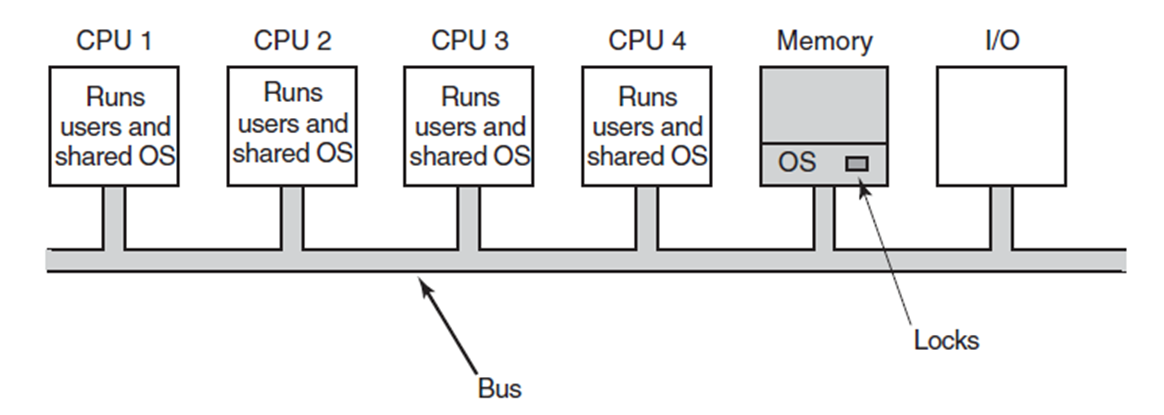 CPU 1
CPU 2
CPU 3
CPU 4
Memory
I/O
Runs
users and
shared OS
Runs
users and
shared OS
Runs
users and
shared OS
Runs
users and
shared OS
OS
Locks
Bus